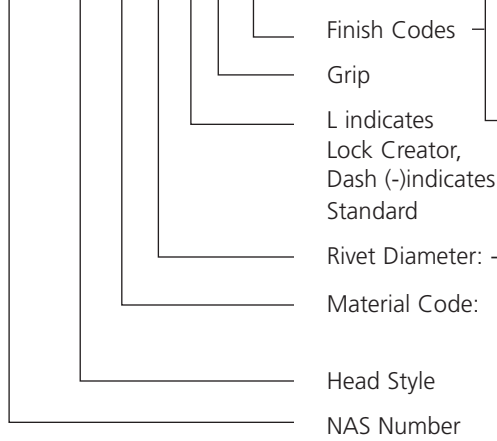 Finish Codes
Grip
L indicates
Lock Creator,
Dash (-)indicates
Standard
Rivet Diameter: -
Material Code:
Head Style
NAS Number